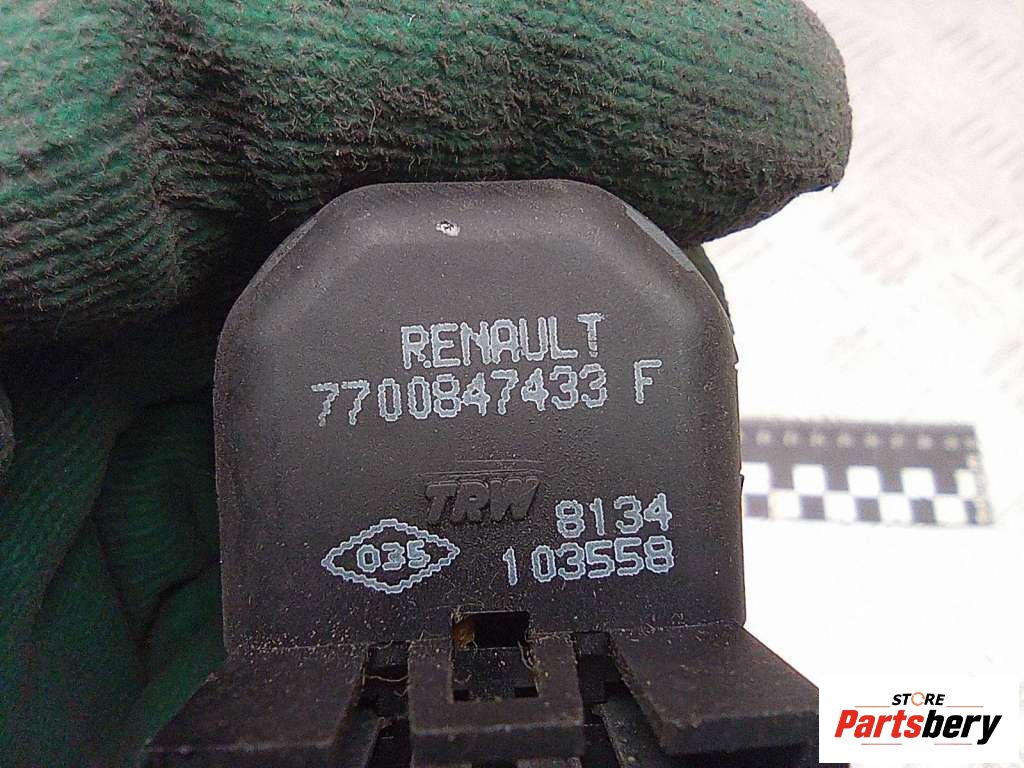 RENAULT
7700847433 F
TRW
8134
035 103558
STORE
Partsbery